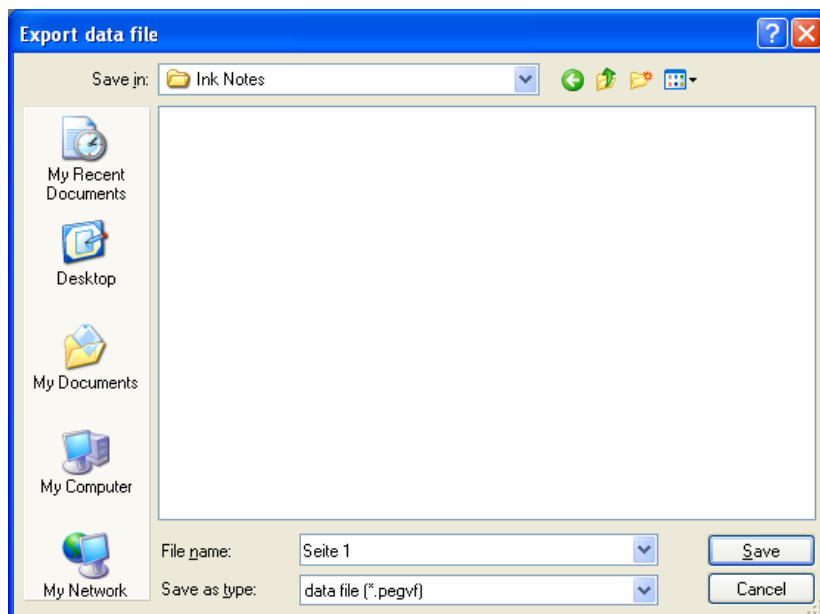 Export data file
Save in: Ink Notes
My Recent
Documents
Desktop
My Documents
My Computer
My Network
File name: Seite 1 Save
Save as type: data file (*.pegvf) Cancel